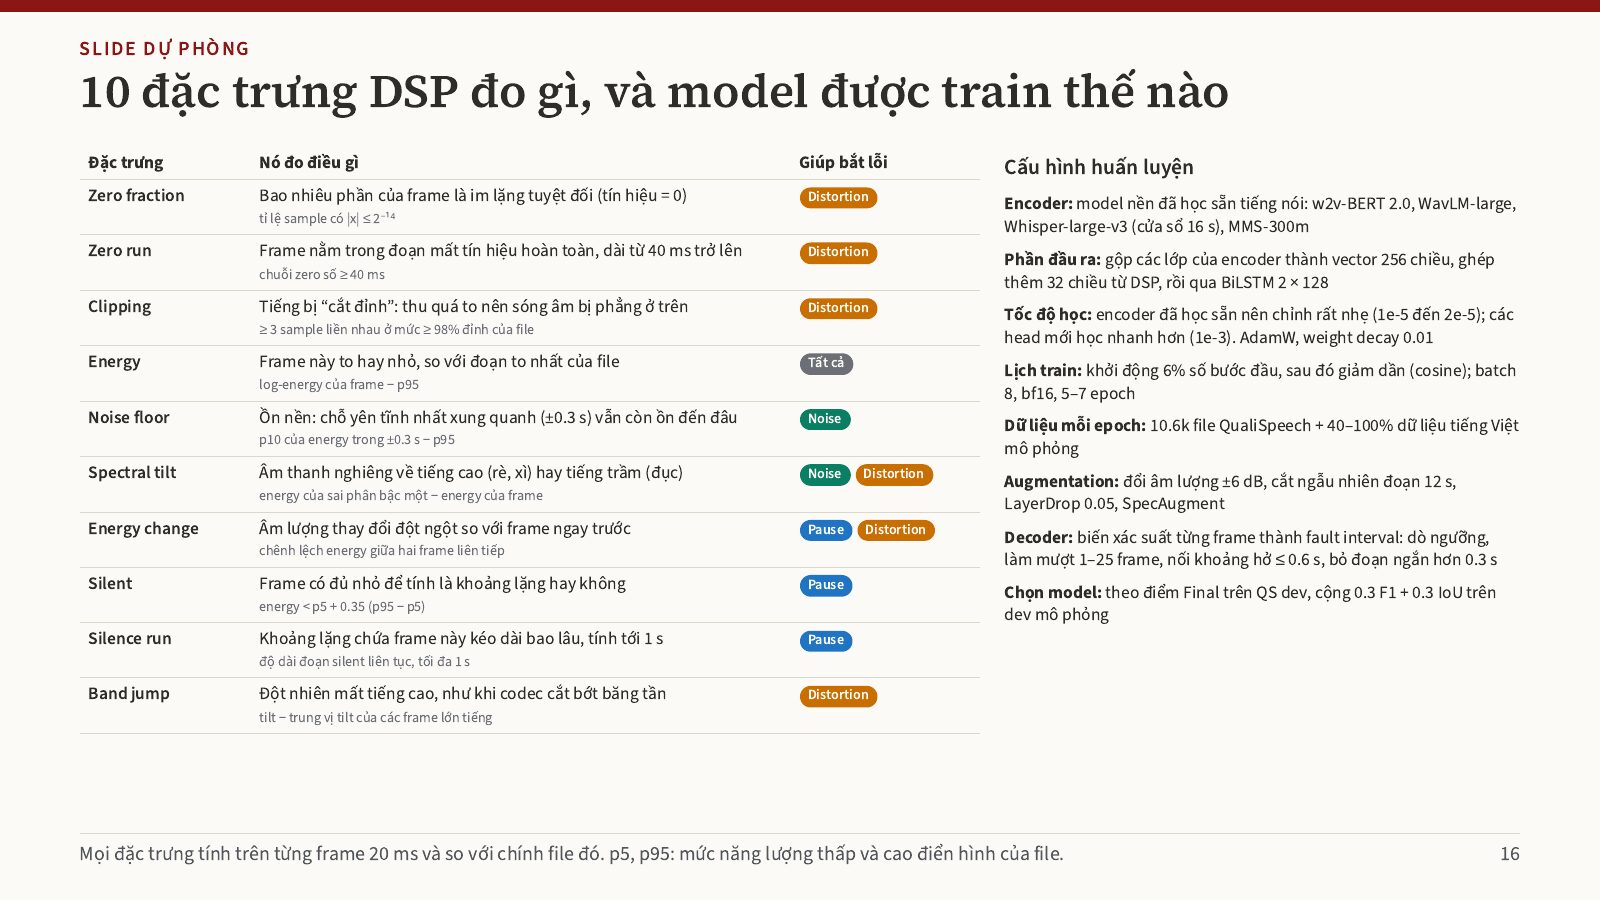 SLIDE DỰ PHÒNG
10 đặc trưng DSP đo gì, và model được train thế nào
Đặc trưng Nó đo điều gì Giúp bắt lỗi
Zero fraction Bao nhiêu phần của frame là im lặng tuyệt đối (tín hiệu = 0) Distortion
tỉ lệ sample có |x| ≤ 2⁻¹⁴
Zero run Frame nằm trong đoạn mất tín hiệu hoàn toàn, dài từ 40 ms trở lên Distortion
chuỗi zero số ≥ 40 ms
Clipping Tiếng bị “cắt đỉnh”: thu quá to nên sóng âm bị phẳng ở trên Distortion
≥ 3 sample liền nhau ở mức ≥ 98% đỉnh của file
Energy Frame này to hay nhỏ, so với đoạn to nhất của file Tất cả
log-energy của frame − p95
Noise floor Ồn nền: chỗ yên tĩnh nhất xung quanh (±0.3 s) vẫn còn ồn đến đâu Noise
p10 của energy trong ±0.3 s − p95
Spectral tilt Âm thanh nghiêng về tiếng cao (rè, xì) hay tiếng trầm (đục) Noise Distortion
energy của sai phân bậc một − energy của frame
Energy change Âm lượng thay đổi đột ngột so với frame ngay trước Pause Distortion
chênh lệch energy giữa hai frame liên tiếp
Silent Frame có đủ nhỏ để tính là khoảng lặng hay không Pause
energy < p5 + 0.35 (p95 − p5)
Silence run Khoảng lặng chứa frame này kéo dài bao lâu, tính tới 1 s Pause
độ dài đoạn silent liên tục, tối đa 1 s
Band jump Đột nhiên mất tiếng cao, như khi codec cắt bớt băng tần Distortion
tilt − trung vị tilt của các frame lớn tiếng
Cấu hình huấn luyện
Encoder: model nền đã học sẵn tiếng nói: w2v-BERT 2.0, WavLM-large,
Whisper-large-v3 (cửa sổ 16 s), MMS-300m
Phần đầu ra: gộp các lớp của encoder thành vector 256 chiều, ghép
thêm 32 chiều từ DSP, rồi qua BiLSTM 2 × 128
Tốc độ học: encoder đã học sẵn nên chỉnh rất nhẹ (1e-5 đến 2e-5); các
head mới học nhanh hơn (1e-3). AdamW, weight decay 0.01
Lịch train: khởi động 6% số bước đầu, sau đó giảm dần (cosine); batch
8, bf16, 5–7 epoch
Dữ liệu mỗi epoch: 10.6k file QualiSpeech + 40–100% dữ liệu tiếng Việt
mô phỏng
Augmentation: đổi âm lượng ±6 dB, cắt ngẫu nhiên đoạn 12 s,
LayerDrop 0.05, SpecAugment
Decoder: biến xác suất từng frame thành fault interval: dò ngưỡng,
làm mượt 1–25 frame, nối khoảng hở ≤ 0.6 s, bỏ đoạn ngắn hơn 0.3 s
Chọn model: theo điểm Final trên QS dev, cộng 0.3 F1 + 0.3 IoU trên
dev mô phỏng
Mọi đặc trưng tính trên từng frame 20 ms và so với chính file đó. p5, p95: mức năng lượng thấp và cao điển hình của file. 16